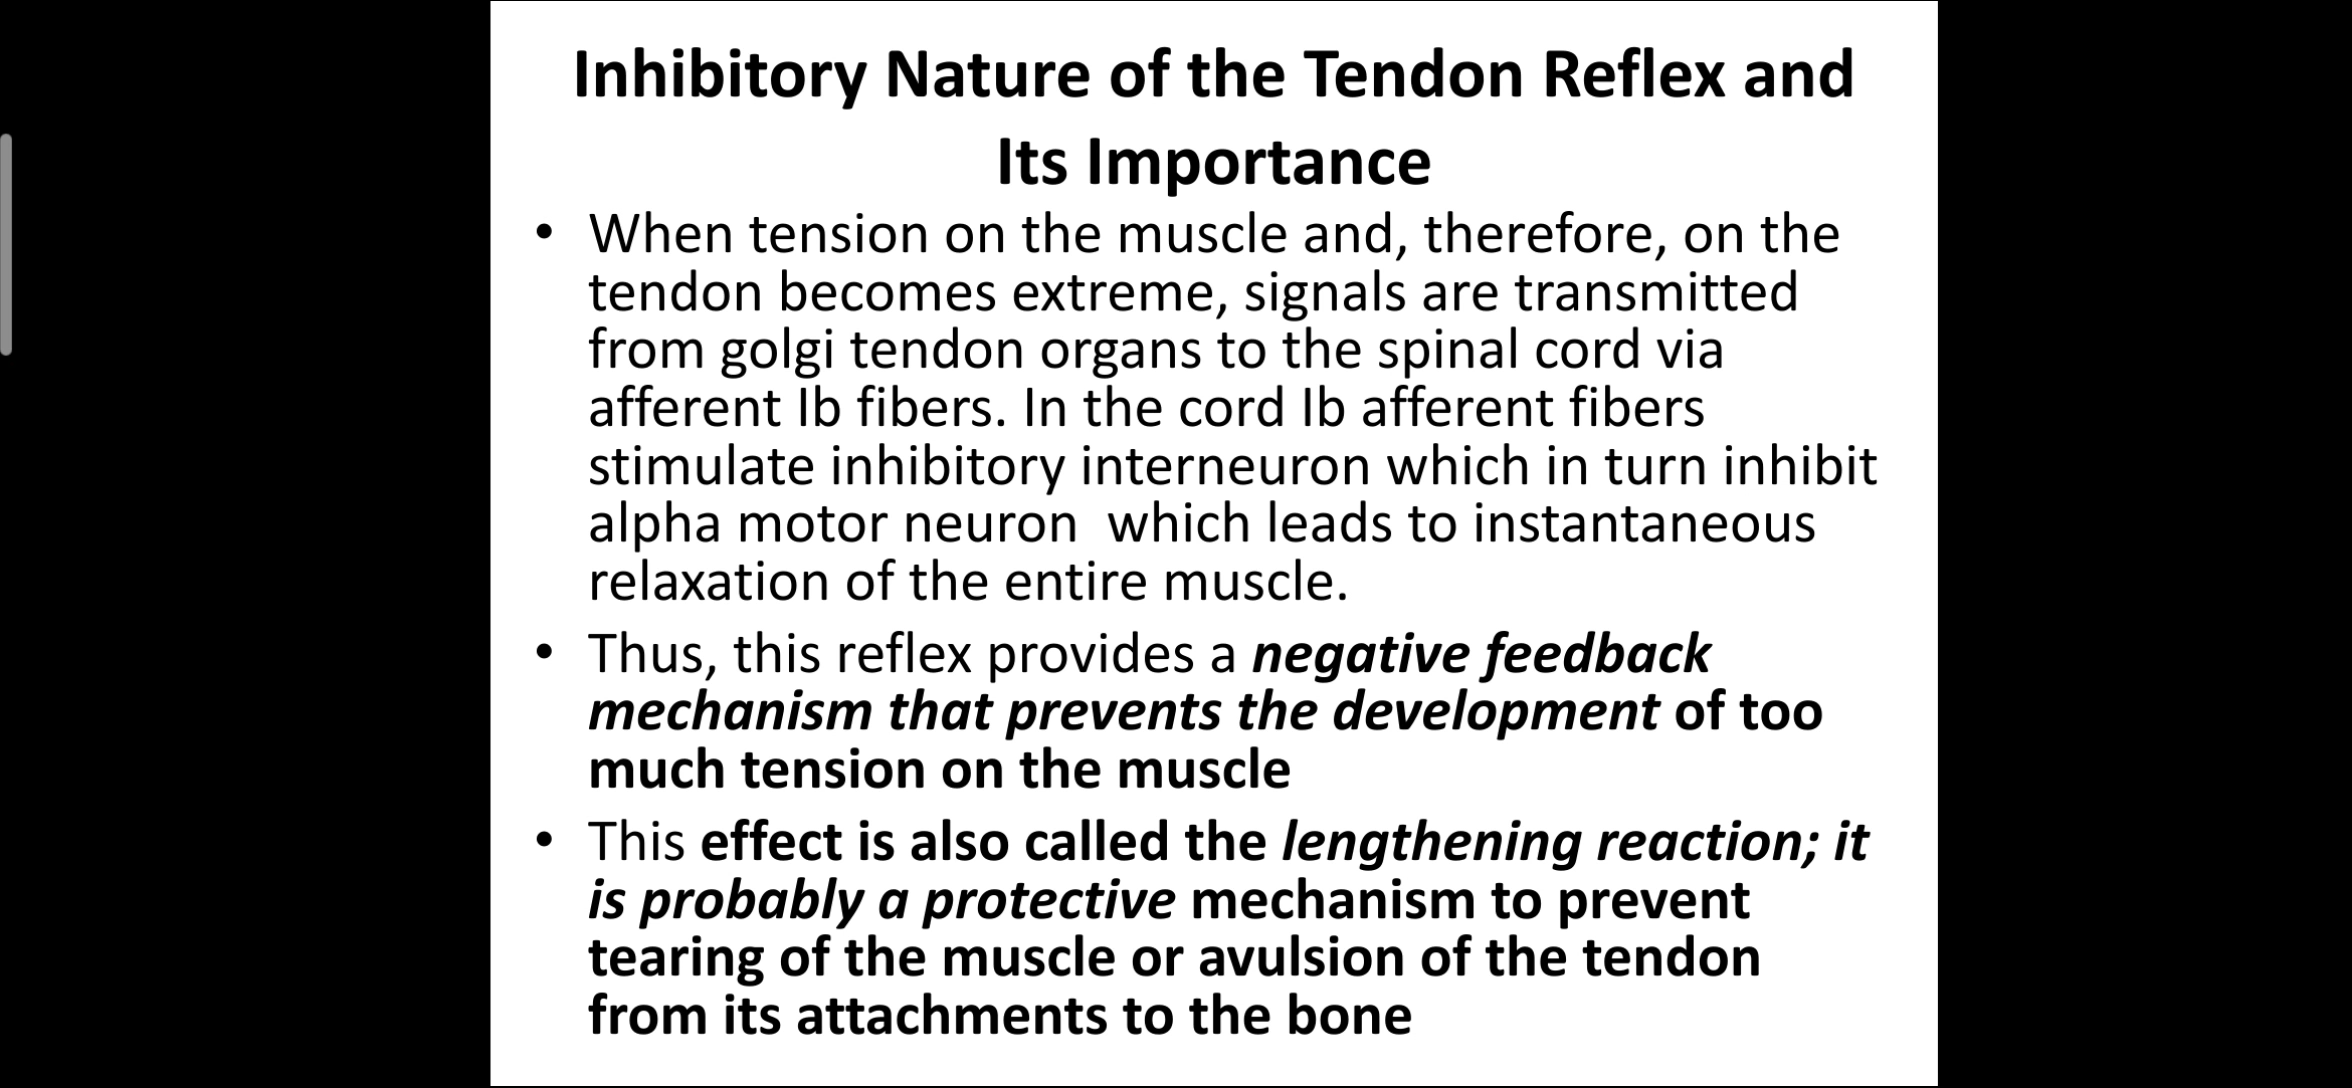 Inhibitory Nature of the Tendon Reflex and
Its Importance
• When tension on the muscle and, therefore, on the
tendon becomes extreme, signals are transmitted
from golgi tendon organs to the spinal cord via
afferent Ib fibers. In the cord Ib afferent fibers
stimulate inhibitory interneuron which in turn inhibit
alpha motor neuron  which leads to instantaneous
relaxation of the entire muscle.
• Thus, this reflex provides a negative feedback
mechanism that prevents the development of too
much tension on the muscle
• This effect is also called the lengthening reaction; it
is probably a protective mechanism to prevent
tearing of the muscle or avulsion of the tendon
from its attachments to the bone